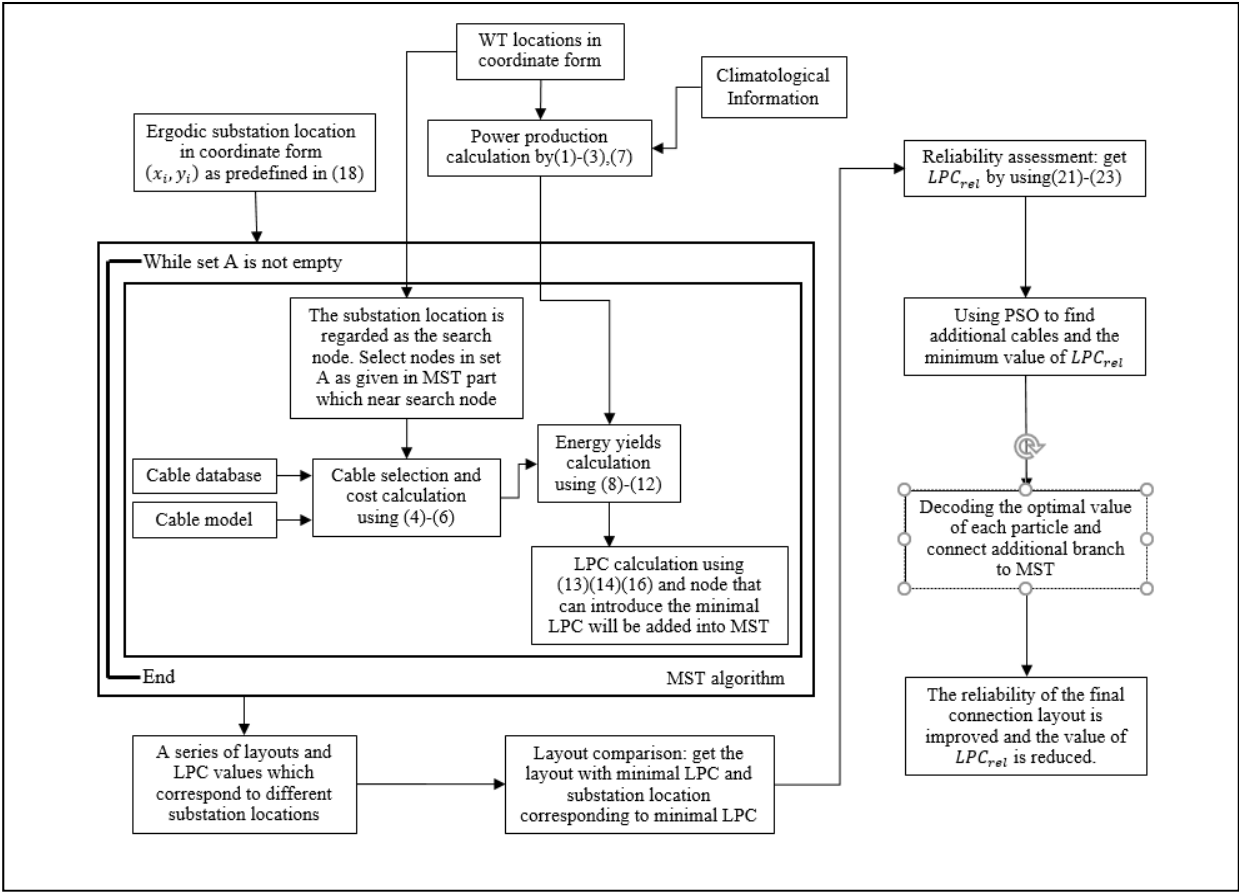 WT locations in
coordinate form
Climatological
Information
Ergodic substation location
in coordinate form
(x_i, y_i) as predefined in (18)
Power production
calculation by(1)-(3),(7)
While set A is not empty
The substation location is
regarded as the search
node. Select nodes in set
A as given in MST part
which near search node
Cable database
Cable model
Cable selection and
cost calculation
using (4)-(6)
Energy yields
calculation
using (8)-(12)
LPC calculation using
(13)(14)(16) and node that
can introduce the minimal
LPC will be added into MST
End
MST algorithm
A series of layouts and
LPC values which
correspond to different
substation locations
Layout comparison: get the
layout with minimal LPC and
substation location
corresponding to minimal LPC
Reliability assessment: get
LPC_rel by using(21)-(23)
Using PSO to find
additional cables and the
minimum value of LPC_rel
Decoding the optimal value
of each particle and
connect additional branch
to MST
The reliability of the final
connection layout is
improved and the value of
LPC_rel is reduced.